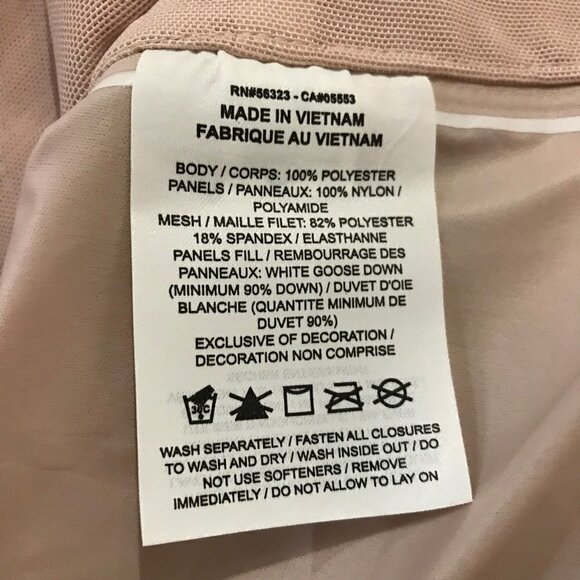 RN#56323 - CA#05553
MADE IN VIETNAM
FABRIQUE AU VIETNAM
BODY / CORPS: 100% POLYESTER
PANELS / PANNEAUX: 100% NYLON /
POLYAMIDE
MESH / MAILLE FILET: 82% POLYESTER
18% SPANDEX / ELASTHANNE
PANELS FILL / REMBOURRAGE DES
PANNEAUX: WHITE GOOSE DOWN
(MINIMUM 90% DOWN) / DUVET D'OIE
BLANCHE (QUANTITE MINIMUM DE
DUVET 90%)
EXCLUSIVE OF DECORATION /
DECORATION NON COMPRISE
30C
WASH SEPARATELY / FASTEN ALL CLOSURES
TO WASH AND DRY / WASH INSIDE OUT / DO
NOT USE SOFTENERS / REMOVE
IMMEDIATELY / DO NOT ALLOW TO LAY ON